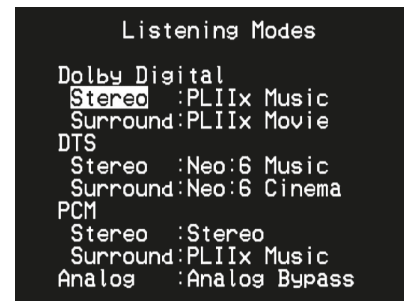 Listening Modes
Dolby Digital
Stereo :PLIIx Music
Surround:PLIIx Movie
DTS
Stereo :Neo:6 Music
Surround:Neo:6 Cinema
PCM
Stereo :Stereo
Surround:PLIIx Music
Analog :Analog Bypass